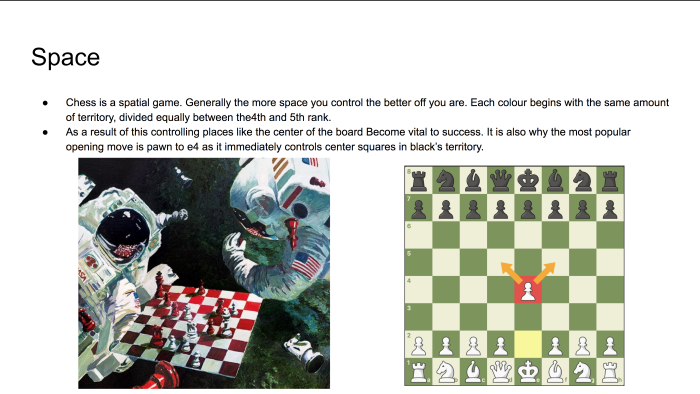 Space
● Chess is a spatial game. Generally the more space you control the better off you are. Each colour begins with the same amount
of territory, divided equally between the4th and 5th rank.
● As a result of this controlling places like the center of the board Become vital to success. It is also why the most popular
opening move is pawn to e4 as it immediately controls center squares in black's territory.
8
7
6
5
4
3
2
1